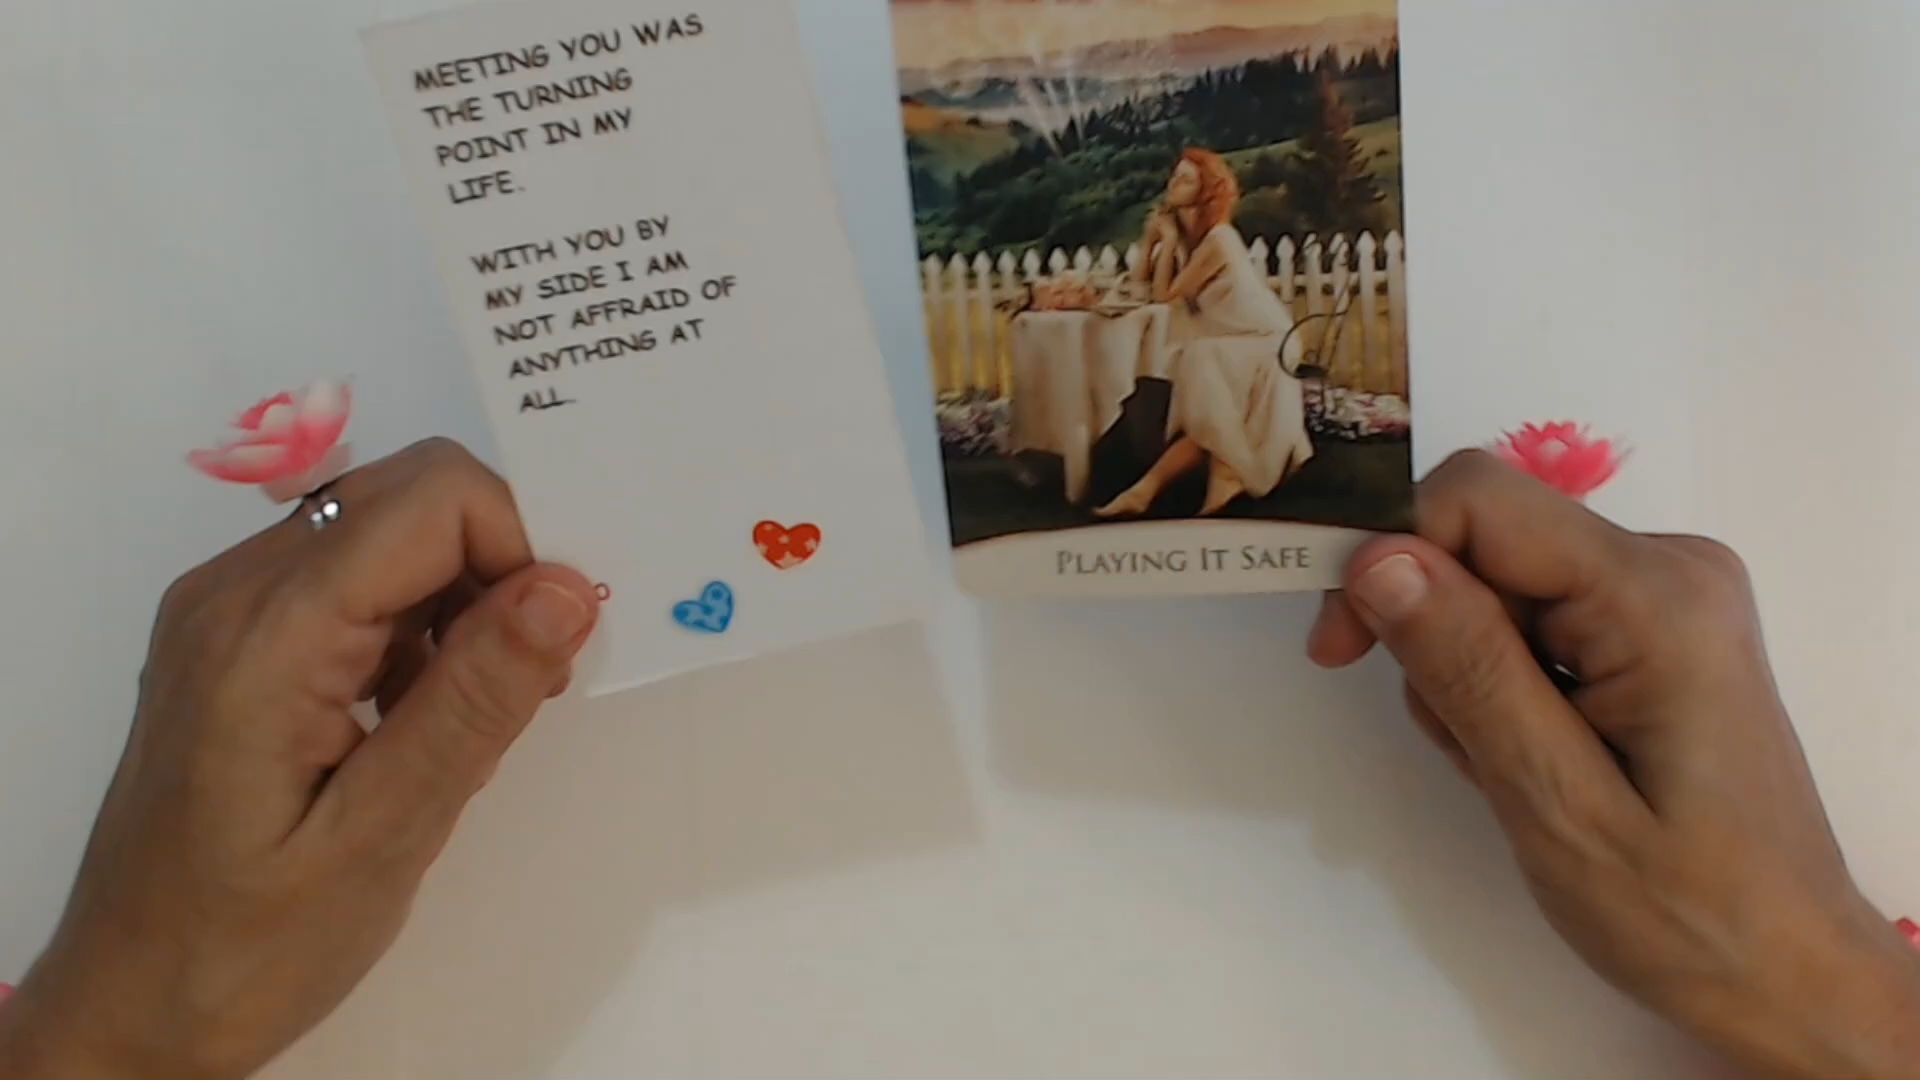 MEETING YOU WAS
THE TURNING
POINT IN MY
LIFE.
WITH YOU BY
MY SIDE I AM
NOT AFFRAID OF
ANYTHING AT
ALL.
PLAYING IT SAFE